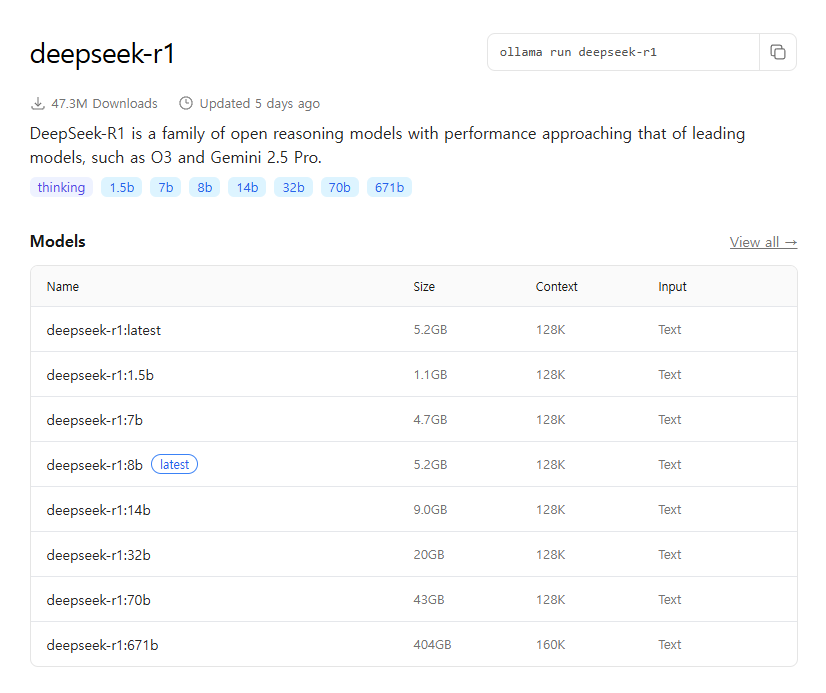 deepseek-r1
ollama run deepseek-r1
47.3M Downloads Updated 5 days ago
DeepSeek-R1 is a family of open reasoning models with performance approaching that of leading
models, such as O3 and Gemini 2.5 Pro.
thinking 1.5b 7b 8b 14b 32b 70b 671b
Models View all →
Name Size Context Input
deepseek-r1:latest 5.2GB 128K Text
deepseek-r1:1.5b 1.1GB 128K Text
deepseek-r1:7b 4.7GB 128K Text
deepseek-r1:8b latest 5.2GB 128K Text
deepseek-r1:14b 9.0GB 128K Text
deepseek-r1:32b 20GB 128K Text
deepseek-r1:70b 43GB 128K Text
deepseek-r1:671b 404GB 160K Text